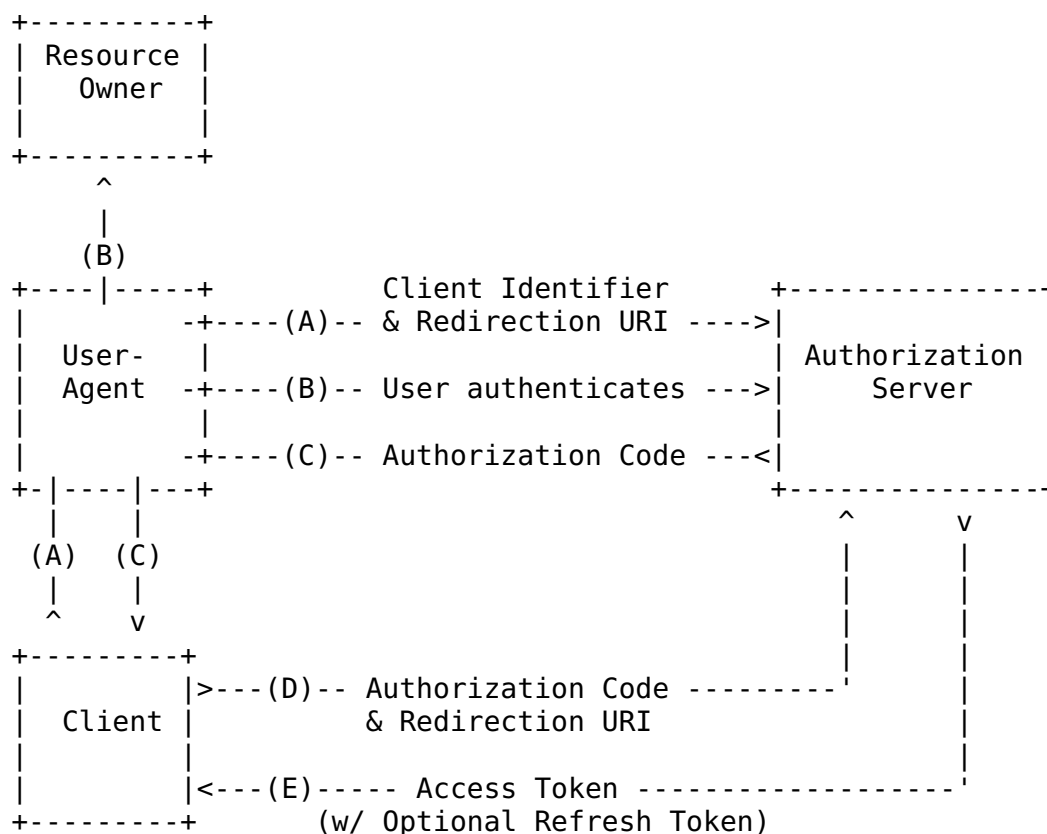 Resource
Owner
(B)
Client Identifier
(A) & Redirection URI
User-
Authorization
Agent (B) User authenticates Server
(C) Authorization Code
(A) (C)
(D) Authorization Code
Client & Redirection URI
(E) Access Token
(w/ Optional Refresh Token)